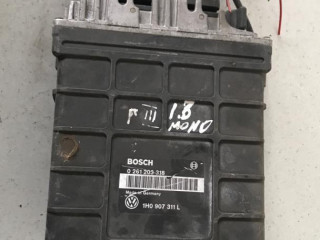 F III
1.8
MONO
BOSCH
0 261 203 318
Made in Germany
1H0 907 311 L